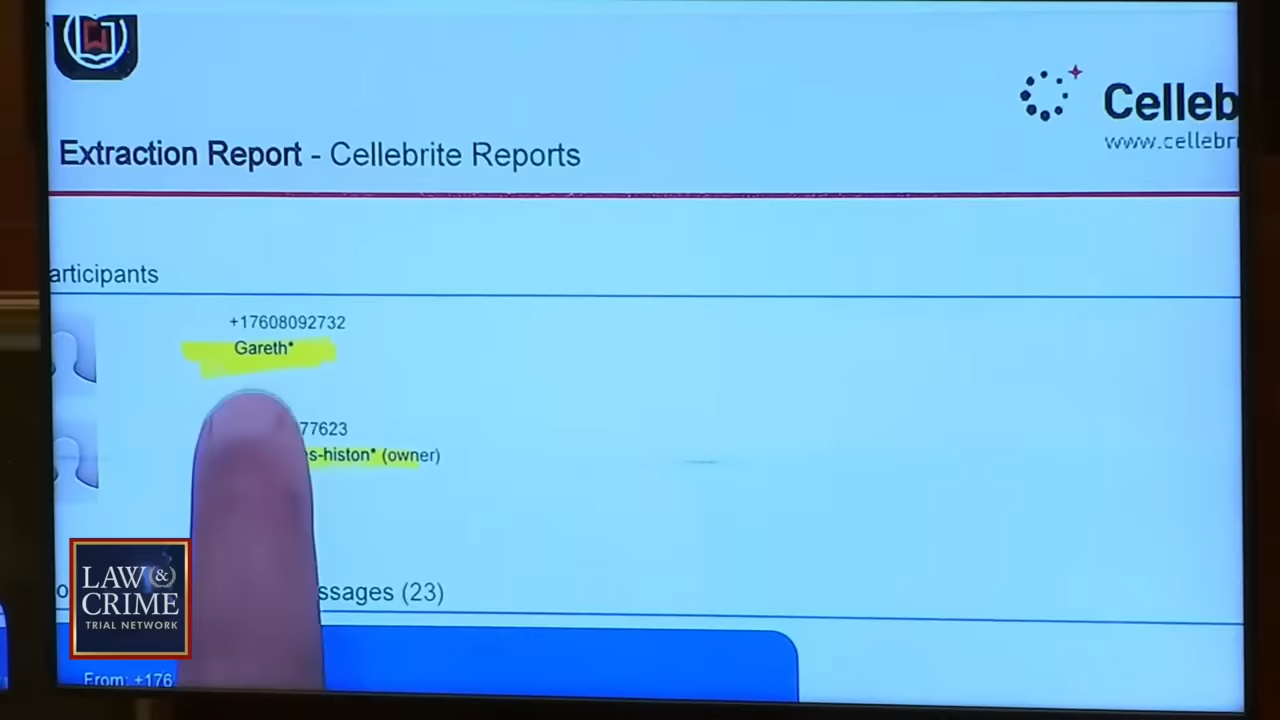 Celleb
www.cellebri
Extraction Report - Cellebrite Reports
articipants
+17608092732
Gareth*
77623
s-histon* (owner)
ssages (23)
From: +176
LAW &
CRIME
TRIAL NETWORK